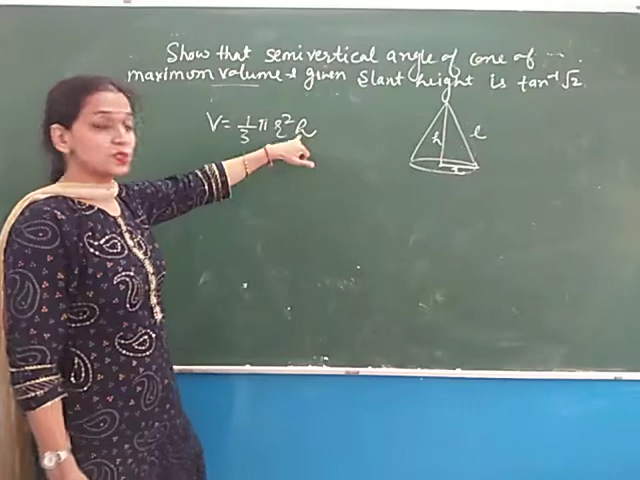 Show that semivertical angle of cone of ....
maximum volume & given slant height is tan⁻¹√2.
V = 1/3 π r² h
h
l
r